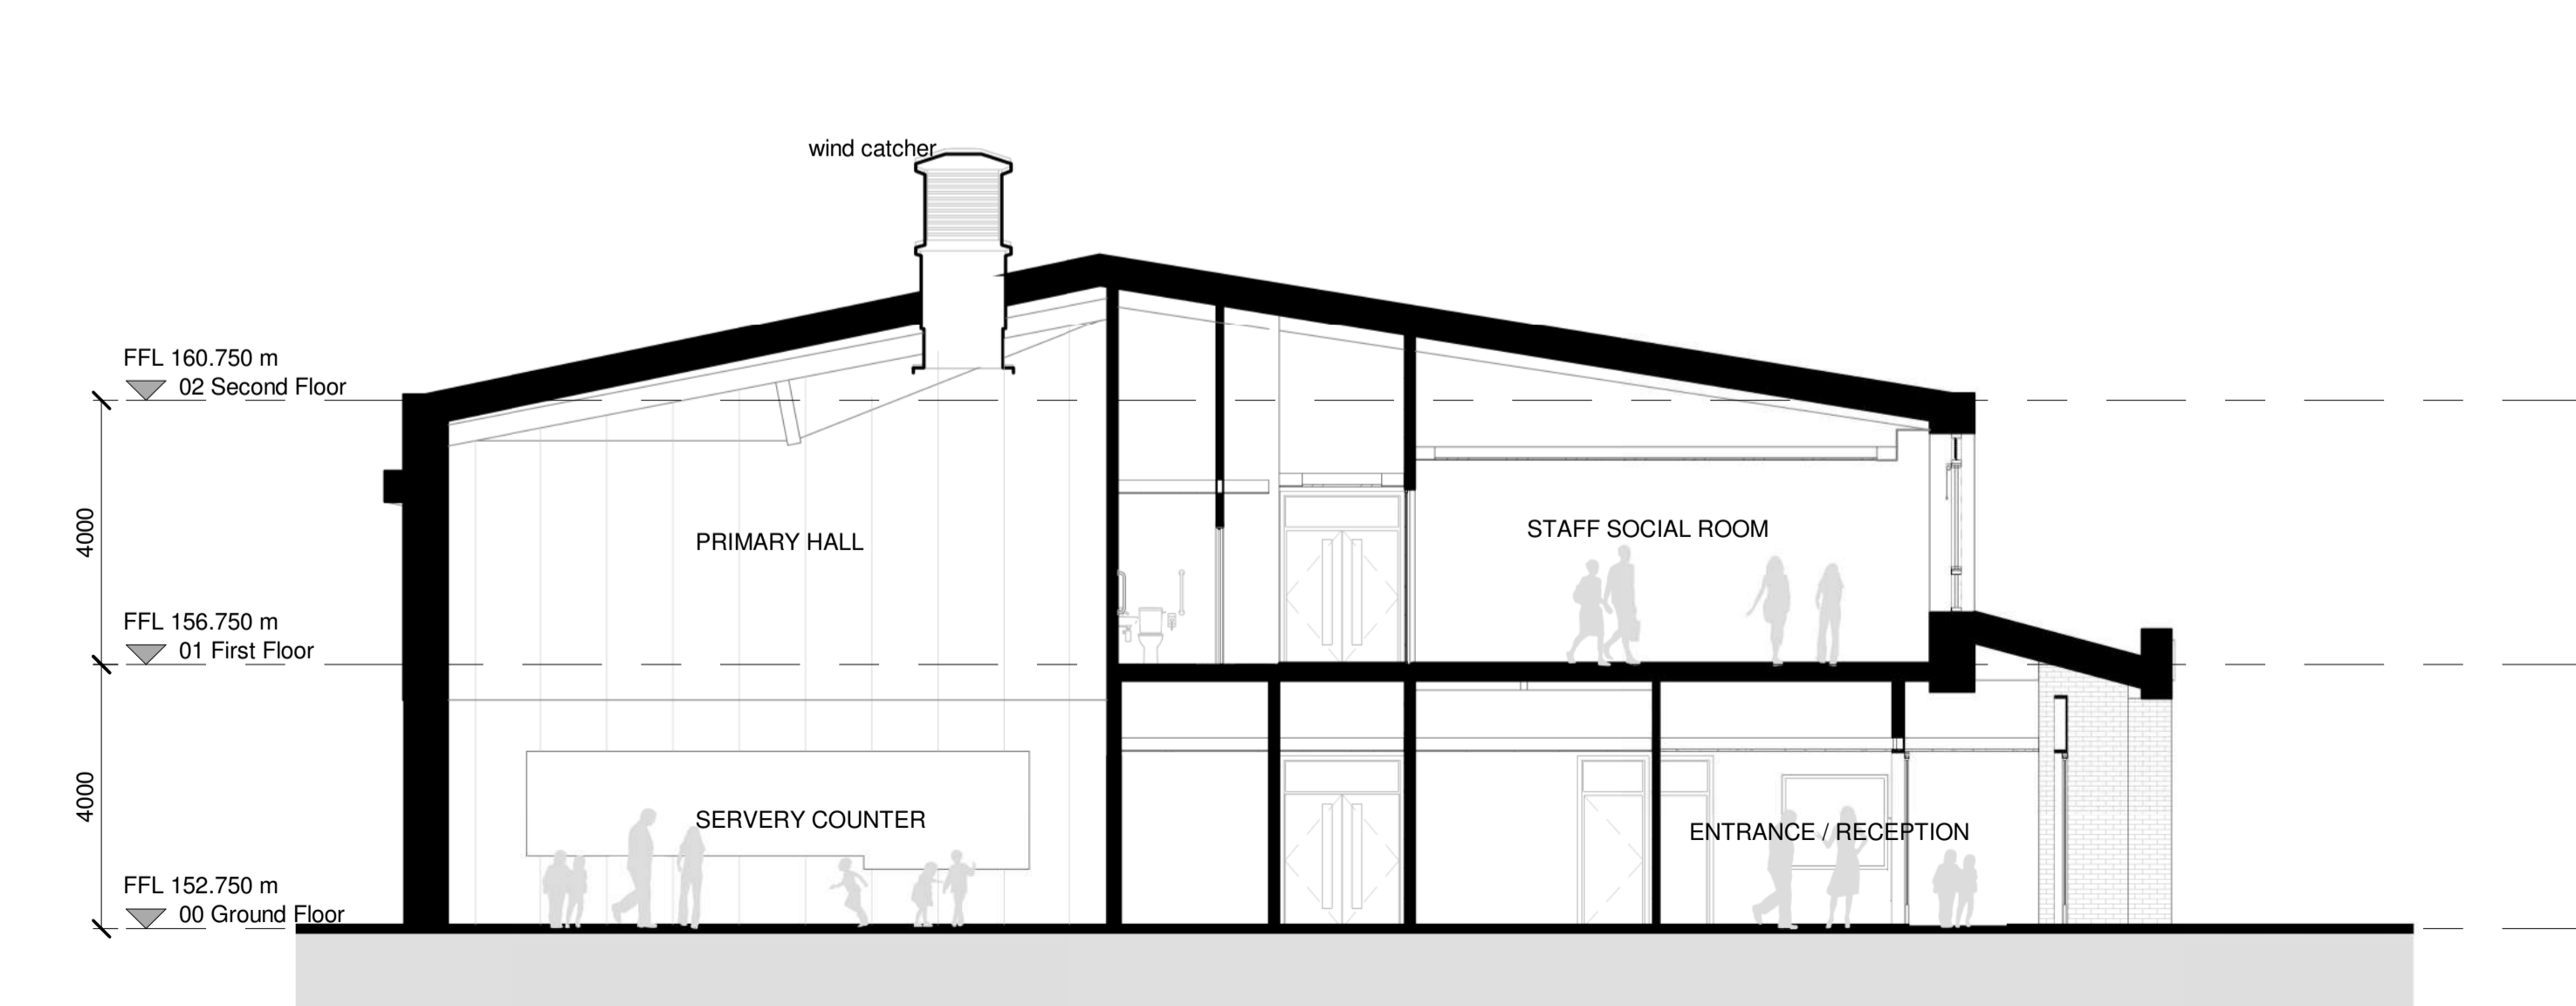 wind catcher
FFL 160.750 m
02 Second Floor
4000
PRIMARY HALL
STAFF SOCIAL ROOM
FFL 156.750 m
01 First Floor
4000
SERVERY COUNTER
ENTRANCE / RECEPTION
FFL 152.750 m
00 Ground Floor